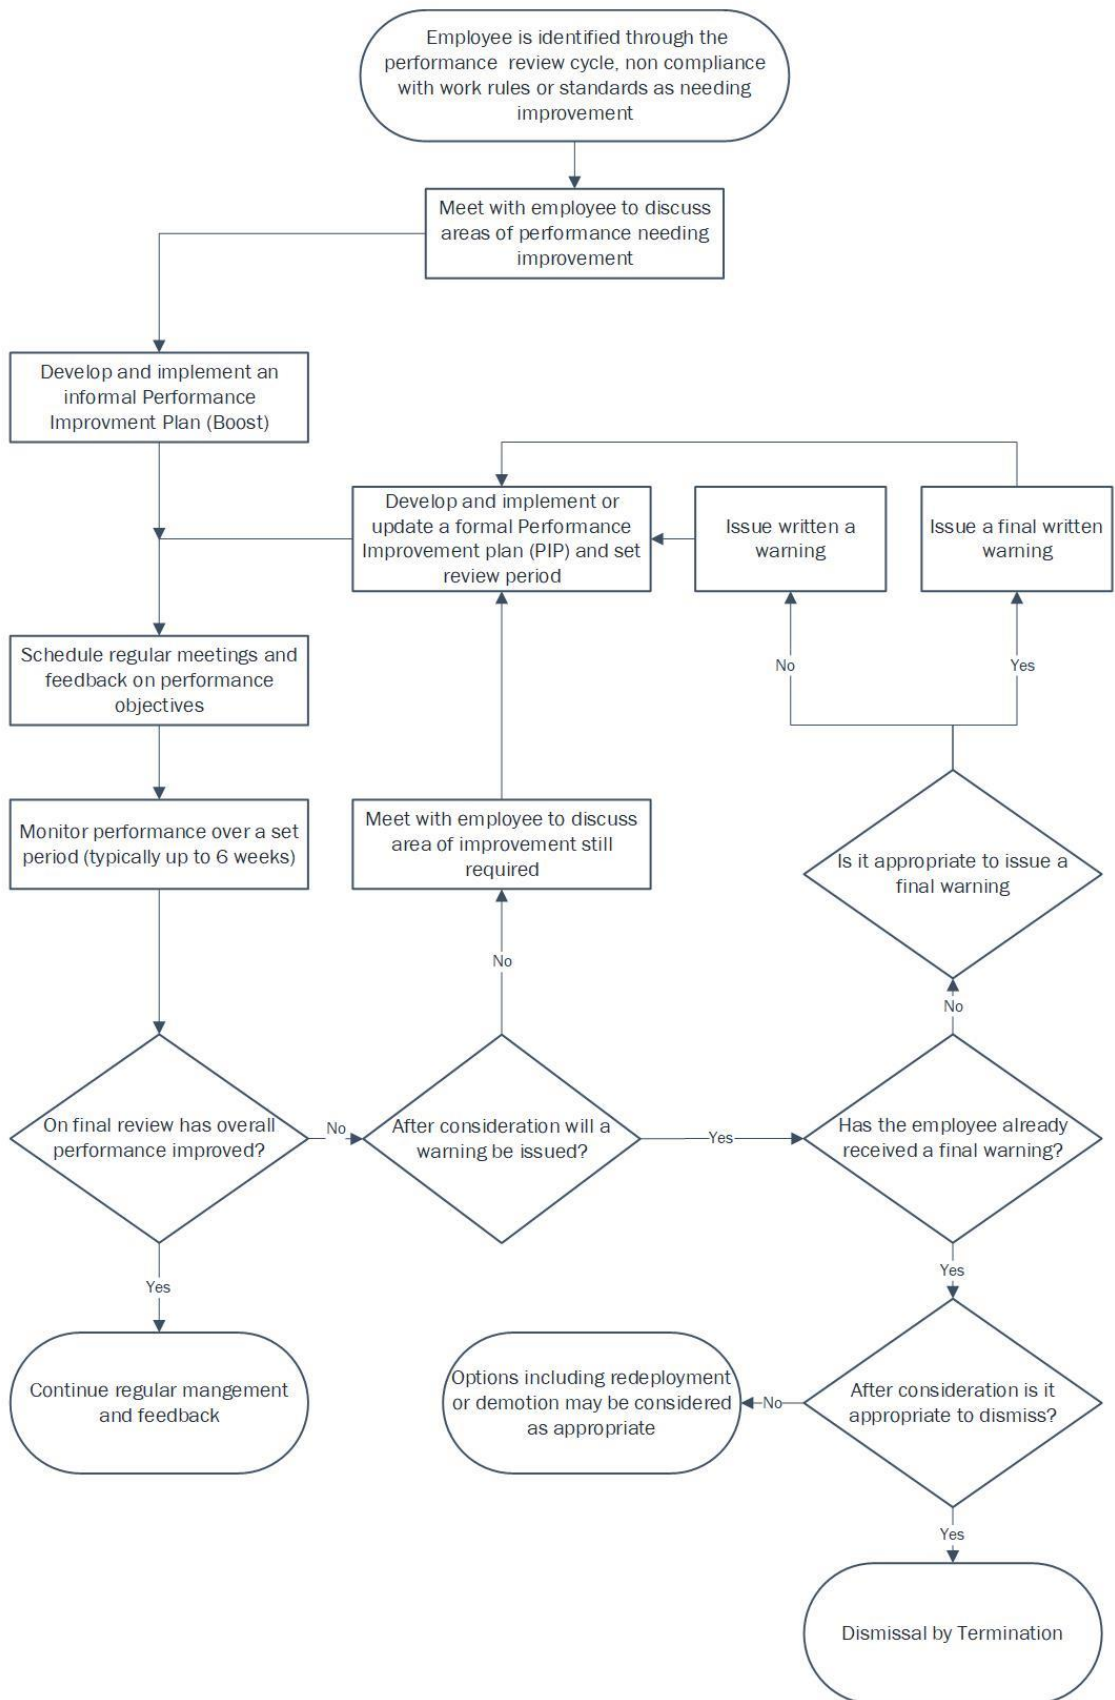 Employee is identified through the
performance review cycle, non compliance
with work rules or standards as needing
improvement
Meet with employee to discuss
areas of performance needing
improvement
Develop and implement an
informal Performance
Improvment Plan (Boost)
Develop and implement or
update a formal Performance
Improvement plan (PIP) and set
review period
Issue written a
warning
Issue a final written
warning
Schedule regular meetings and
feedback on performance
objectives
No
Yes
Monitor performance over a set
period (typically up to 6 weeks)
Meet with employee to discuss
area of improvement still
required
Is it appropriate to issue a
final warning
No
No
On final review has overall
performance improved?
No
After consideration will a
warning be issued?
Yes
Has the employee already
received a final warning?
Yes
Yes
Continue regular mangement
and feedback
Options including redeployment
or demotion may be considered
as appropriate
No
After consideration is it
appropriate to dismiss?
Yes
Dismissal by Termination